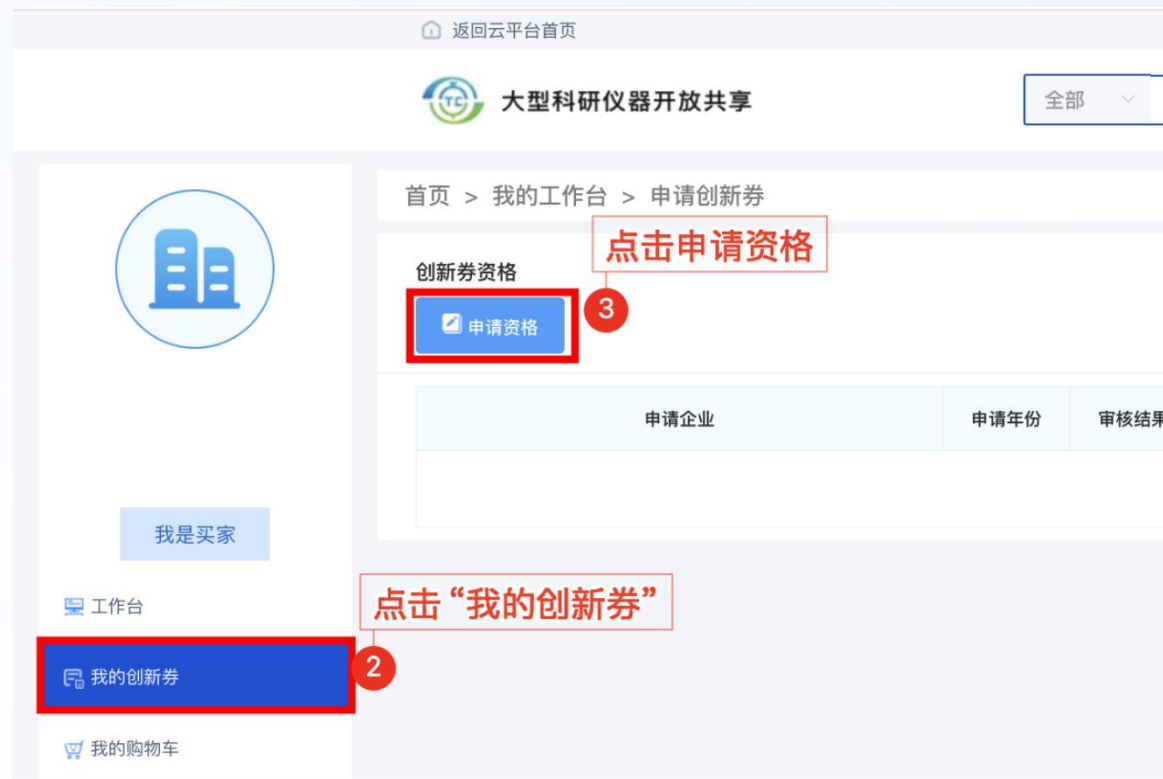 返回云平台首页
TC
大型科研仪器开放共享
全部
首页 > 我的工作台 > 申请创新券
点击申请资格
创新券资格
3
申请资格
申请企业 申请年份 审核结果
我是买家
工作台
点击“我的创新券”
2
我的创新券
我的购物车